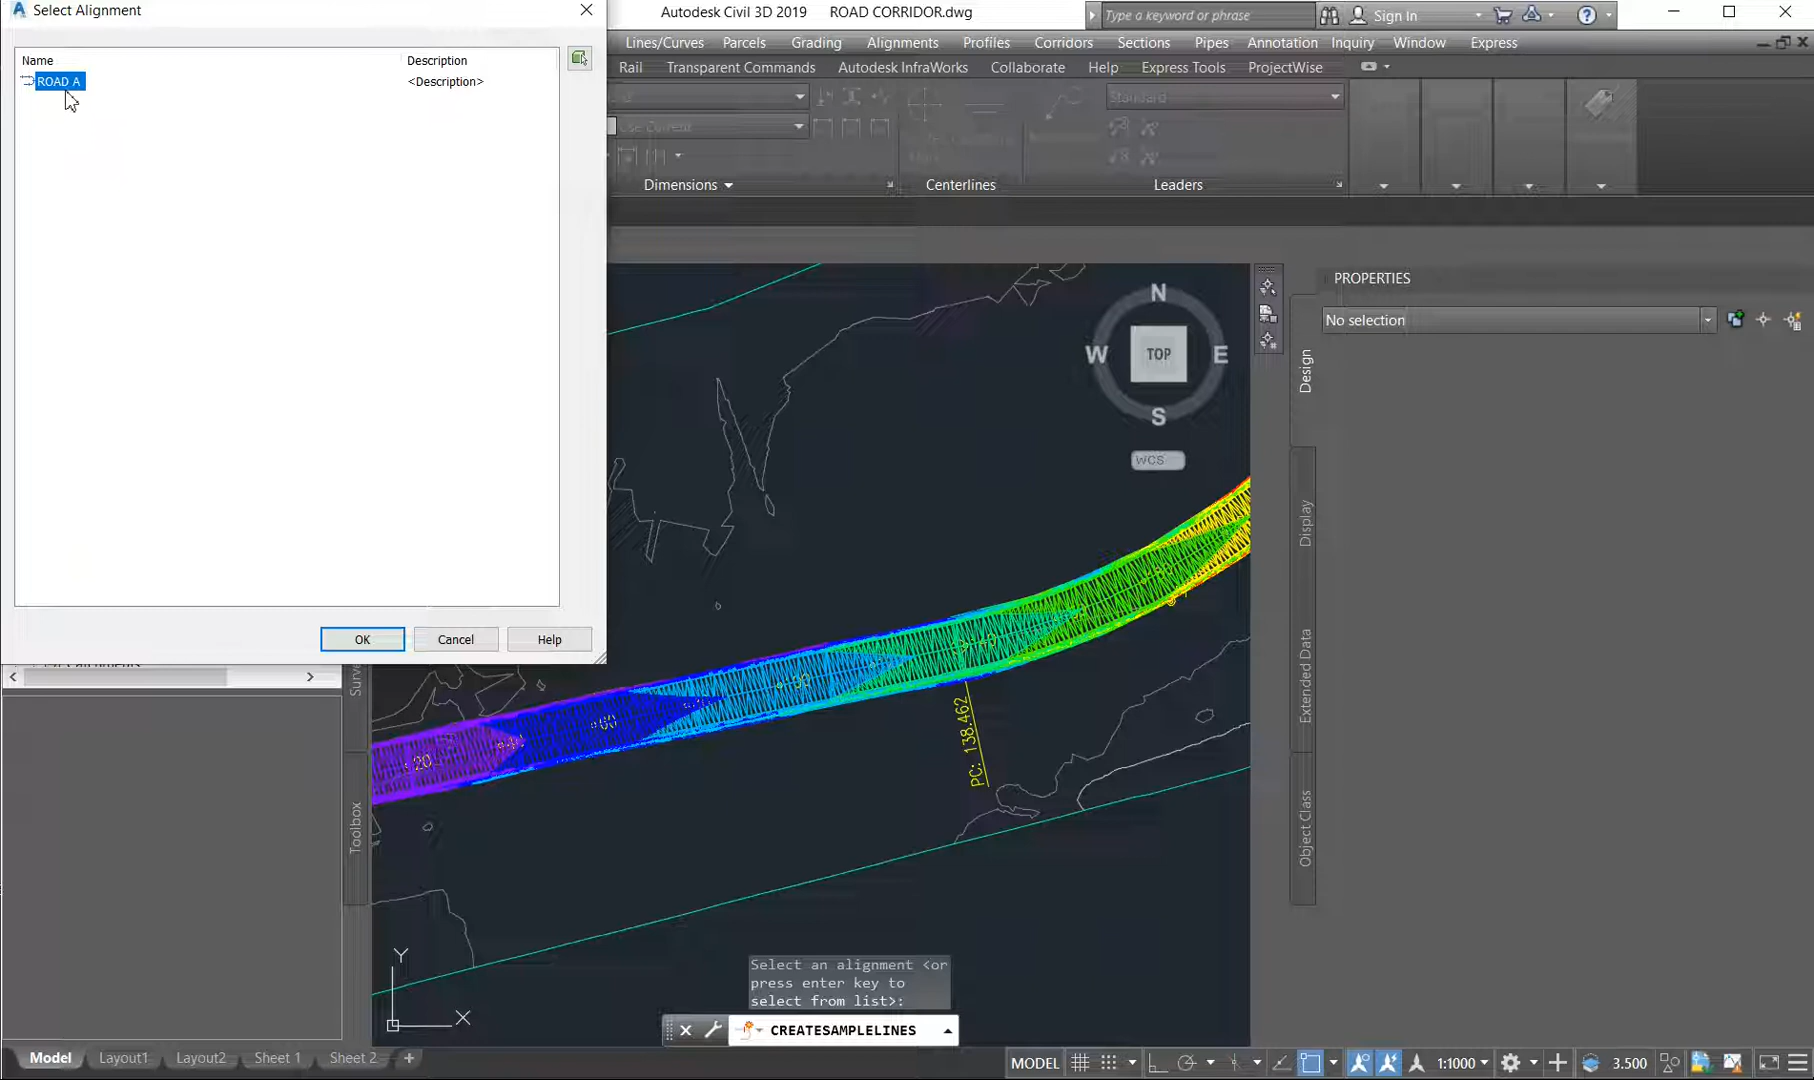 Select Alignment
Autodesk Civil 3D 2019 ROAD CORRIDOR.dwg
Type a keyword or phrase
Sign In
Lines/Curves Parcels Grading Alignments Profiles Corridors Sections Pipes Annotation Inquiry Window Express
Rail Transparent Commands Autodesk InfraWorks Collaborate Help Express Tools ProjectWise
Name Description
ROAD A <Description>
Standard
Use Current
Dimensions Centerlines Leaders
PROPERTIES
No selection
N
W TOP E
S
WCS
Design
Display
Extended Data
Object Class
OK Cancel Help
Toolbox
PC: 138.462
Select an alignment <or
press enter key to
select from list>:
CREATESAMPLELINES
Y
X
Model Layout1 Layout2 Sheet 1 Sheet 2 +
MODEL 1:1000 3.500